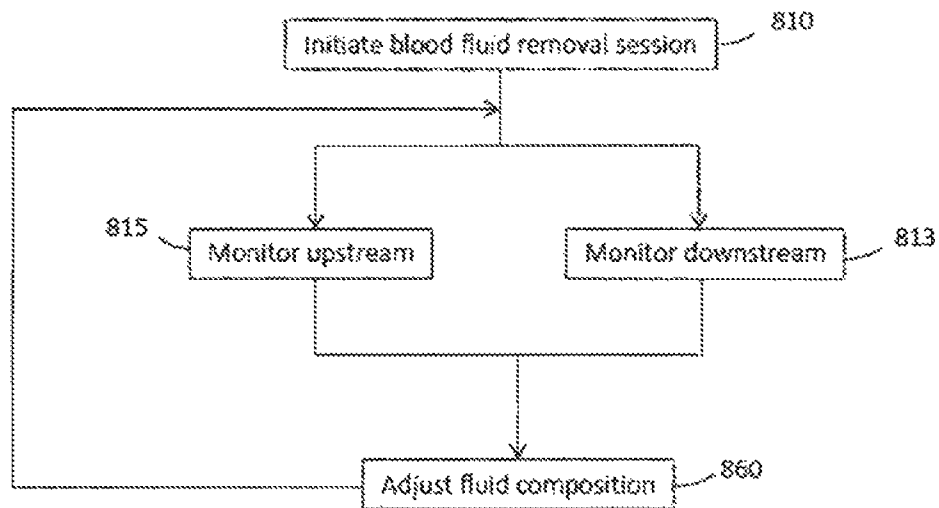 Initiate blood fluid removal session
810
815
Monitor upstream
Monitor downstream
813
Adjust fluid composition
860